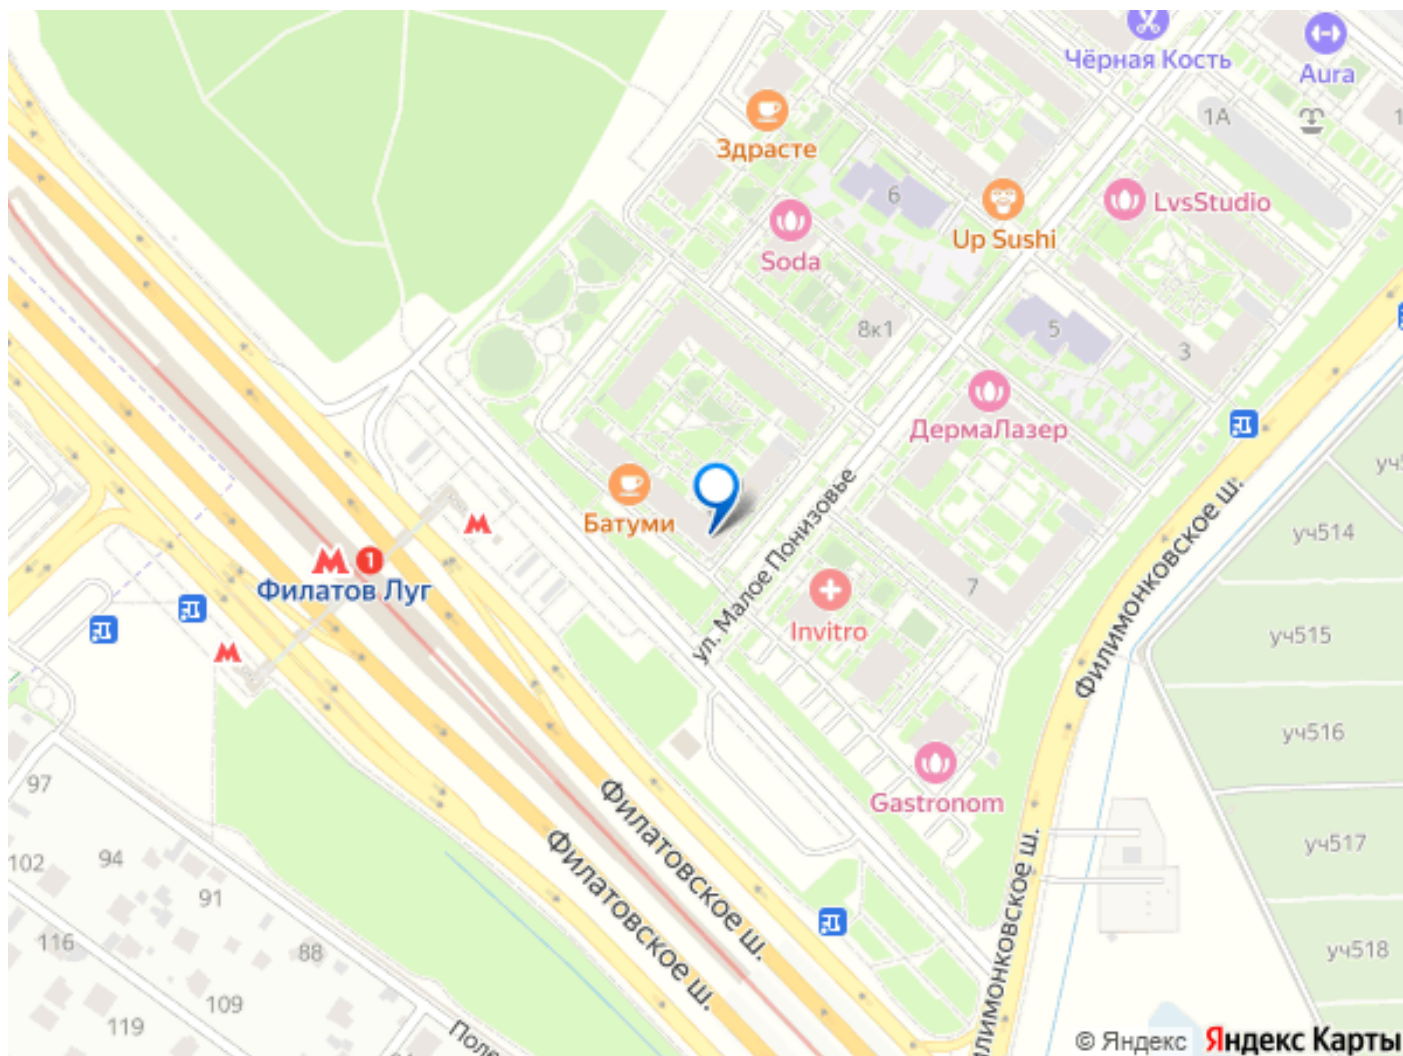 Чёрная Кость
Aura
1А
Здрасте
6
LvsStudio
Up Sushi
Soda
8к1
5
3
ДермаЛазер
Батуми
ул. Малое Понизовье
Филимонковское ш.
уч514
М 1
Филатов Луг
М
М
7
Invitro
уч515
уч516
97
Gastronom
Филатовское ш.
Филатовское ш.
уч517
102
94
91
116
88
уч518
109
119
© Яндекс Яндекс Карты